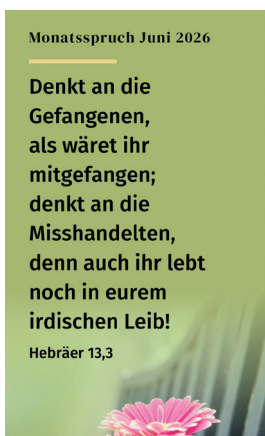 Monatsspruch Juni 2026
Denkt an die
Gefangenen,
als wäret ihr
mitgefangen;
denkt an die
Misshandelten,
denn auch ihr lebt
noch in eurem
irdischen Leib!
Hebräer 13,3